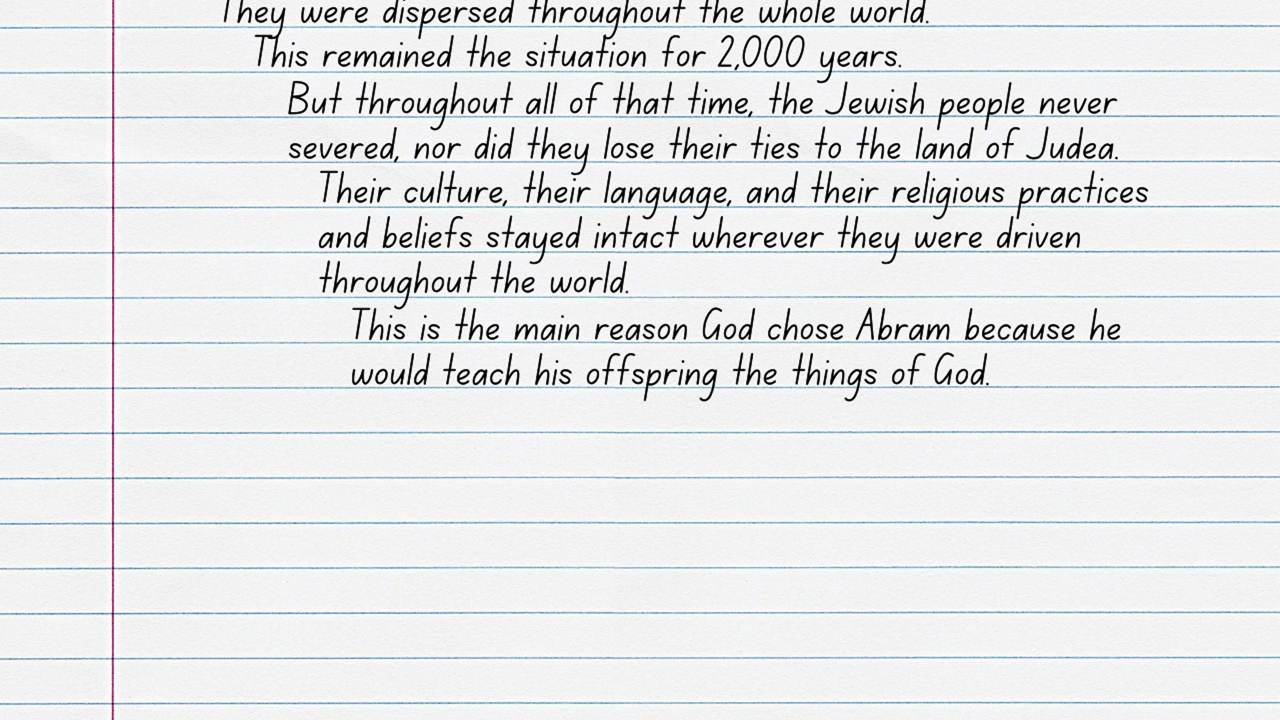 They were dispersed throughout the whole world.
This remained the situation for 2,000 years.
But throughout all of that time, the Jewish people never
severed, nor did they lose their ties to the land of Judea.
Their culture, their language, and their religious practices
and beliefs stayed intact wherever they were driven
throughout the world.
This is the main reason God chose Abram because he
would teach his offspring the things of God.